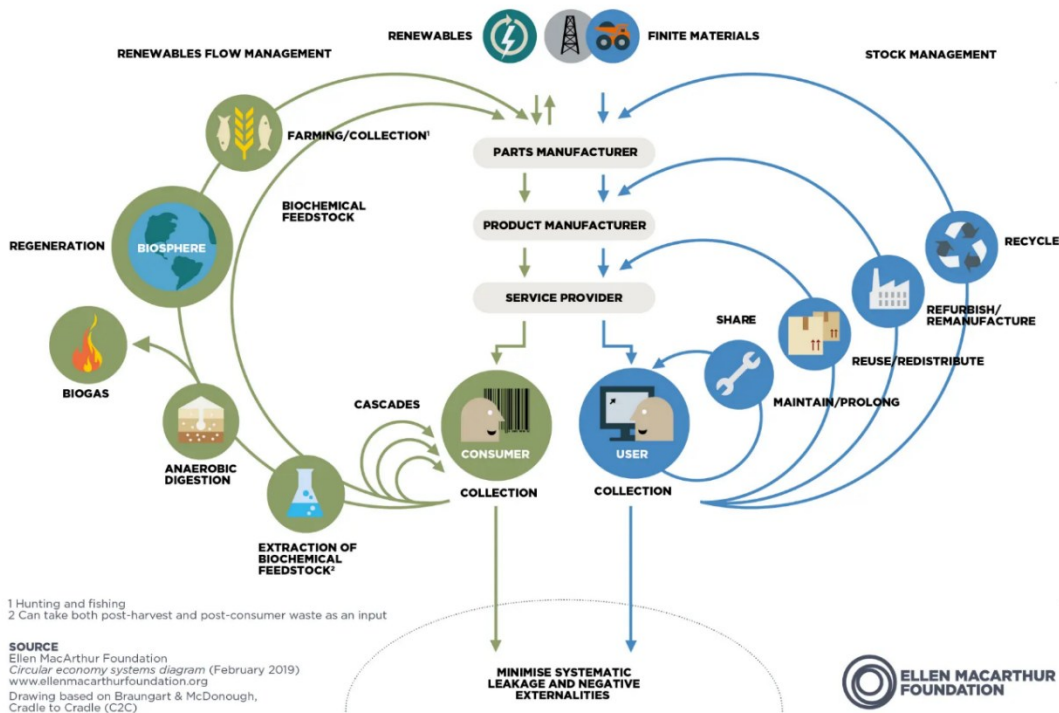 RENEWABLES
FINITE MATERIALS
RENEWABLES FLOW MANAGEMENT
STOCK MANAGEMENT
FARMING/COLLECTION¹
PARTS MANUFACTURER
BIOCHEMICAL
FEEDSTOCK
PRODUCT MANUFACTURER
REGENERATION
BIOSPHERE
RECYCLE
SERVICE PROVIDER
REFURBISH/
REMANUFACTURE
SHARE
REUSE/REDISTRIBUTE
BIOGAS
MAINTAIN/PROLONG
CASCADES
CONSUMER
USER
ANAEROBIC
DIGESTION
COLLECTION
COLLECTION
EXTRACTION OF
BIOCHEMICAL
FEEDSTOCK²
1 Hunting and fishing
2 Can take both post-harvest and post-consumer waste as an input
SOURCE
Ellen MacArthur Foundation
Circular economy systems diagram (February 2019)
www.ellenmacarthurfoundation.org
Drawing based on Braungart & McDonough,
Cradle to Cradle (C2C)
MINIMISE SYSTEMATIC
LEAKAGE AND NEGATIVE
EXTERNALITIES
ELLEN MACARTHUR
FOUNDATION